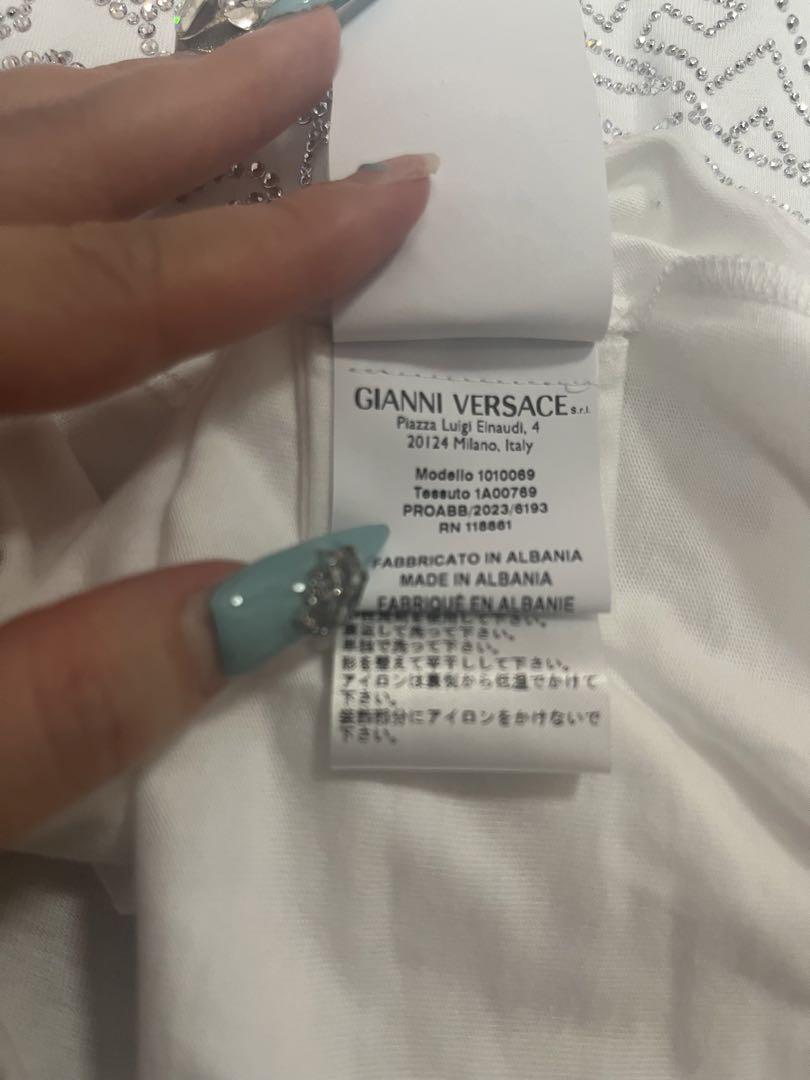 GIANNI VERSACE s.r.l.
Piazza Luigi Einaudi, 4
20124 Milano, Italy
Modello 1010069
Tessuto 1A00769
PROABB/2023/6193
RN 118661
FABBRICATO IN ALBANIA
MADE IN ALBANIA
FABRIQUÉ EN ALBANIE
裏返して洗って下さい。
単独で洗って下さい。
形を整えて平干しして下さい。
アイロンは裏側から低温でかけて
下さい。
装飾部分にアイロンをかけないで
下さい。